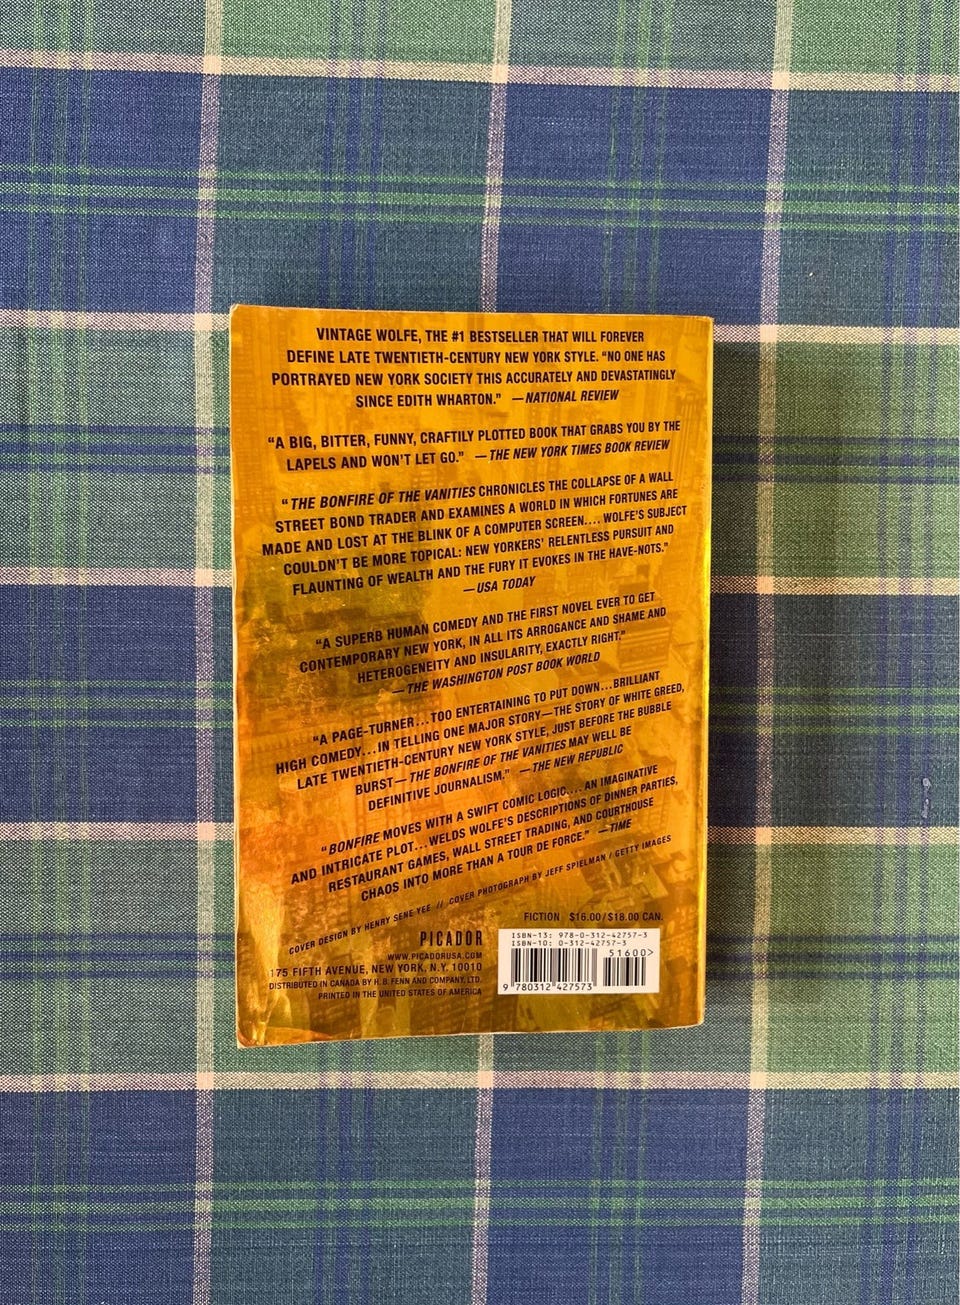 VINTAGE WOLFE, THE #1 BESTSELLER THAT WILL FOREVER
DEFINE LATE TWENTIETH-CENTURY NEW YORK STYLE. “NO ONE HAS
PORTRAYED NEW YORK SOCIETY THIS ACCURATELY AND DEVASTATINGLY
SINCE EDITH WHARTON.” —NATIONAL REVIEW
“A BIG, BITTER, FUNNY, CRAFTILY PLOTTED BOOK THAT GRABS YOU BY THE
LAPELS AND WON’T LET GO.” —THE NEW YORK TIMES BOOK REVIEW
“THE BONFIRE OF THE VANITIES CHRONICLES THE COLLAPSE OF A WALL
STREET BOND TRADER AND EXAMINES A WORLD IN WHICH FORTUNES ARE
MADE AND LOST AT THE BLINK OF A COMPUTER SCREEN.... WOLFE’S SUBJECT
COULDN’T BE MORE TOPICAL: NEW YORKERS’ RELENTLESS PURSUIT AND
FLAUNTING OF WEALTH AND THE FURY IT EVOKES IN THE HAVE-NOTS.”
—USA TODAY
“A SUPERB HUMAN COMEDY AND THE FIRST NOVEL EVER TO GET
CONTEMPORARY NEW YORK, IN ALL ITS ARROGANCE AND SHAME AND
HETEROGENEITY AND INSULARITY, EXACTLY RIGHT.”
—THE WASHINGTON POST BOOK WORLD
“A PAGE-TURNER...TOO ENTERTAINING TO PUT DOWN...BRILLIANT
HIGH COMEDY...IN TELLING ONE MAJOR STORY—THE STORY OF WHITE GREED,
LATE TWENTIETH-CENTURY NEW YORK STYLE, JUST BEFORE THE BUBBLE
BURST—THE BONFIRE OF THE VANITIES MAY WELL BE
DEFINITIVE JOURNALISM.” —THE NEW REPUBLIC
“BONFIRE MOVES WITH A SWIFT COMIC LOGIC.... AN IMAGINATIVE
AND INTRICATE PLOT...WELDS WOLFE’S DESCRIPTIONS OF DINNER PARTIES,
RESTAURANT GAMES, WALL STREET TRADING, AND COURTHOUSE
CHAOS INTO MORE THAN A TOUR DE FORCE.” —TIME
COVER DESIGN BY HENRY SENE YEE // COVER PHOTOGRAPH BY JEFF SPIELMAN / GETTY IMAGES
FICTION $16.00/$18.00 CAN.
PICADOR
WWW.PICADORUSA.COM
175 FIFTH AVENUE, NEW YORK, N.Y. 10010
DISTRIBUTED IN CANADA BY H. B. FENN AND COMPANY, LTD.
PRINTED IN THE UNITED STATES OF AMERICA
ISBN-13: 978-0-312-42757-3
ISBN-10: 0-312-42757-3
51600>
9 780312 427573